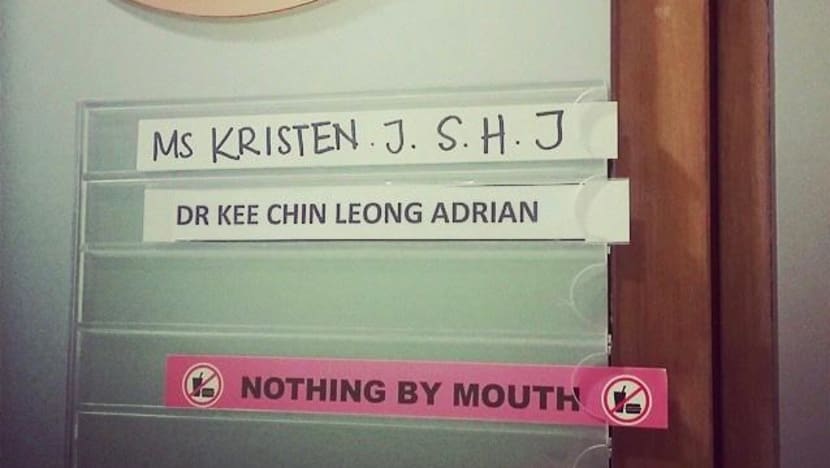 MS KRISTEN. J. S. H. J
DR KEE CHIN LEONG ADRIAN
NOTHING BY MOUTH